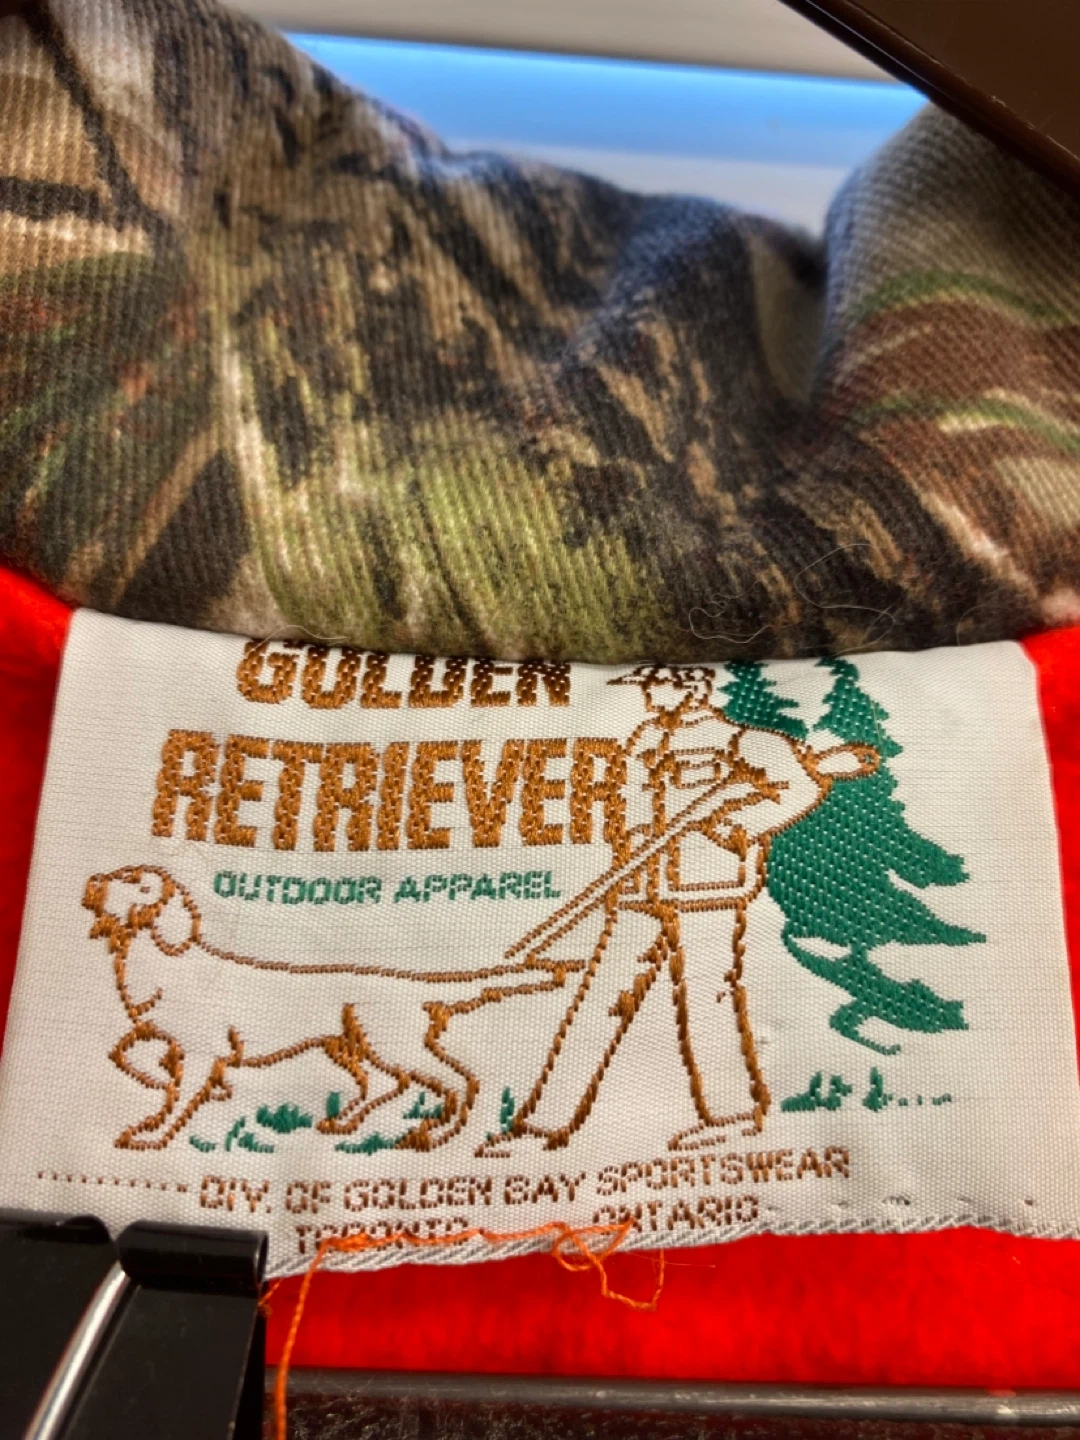 GOLDEN
RETRIEVER
OUTDOOR APPAREL
DIV. OF GOLDEN BAY SPORTSWEAR
TORONTO ONTARIO